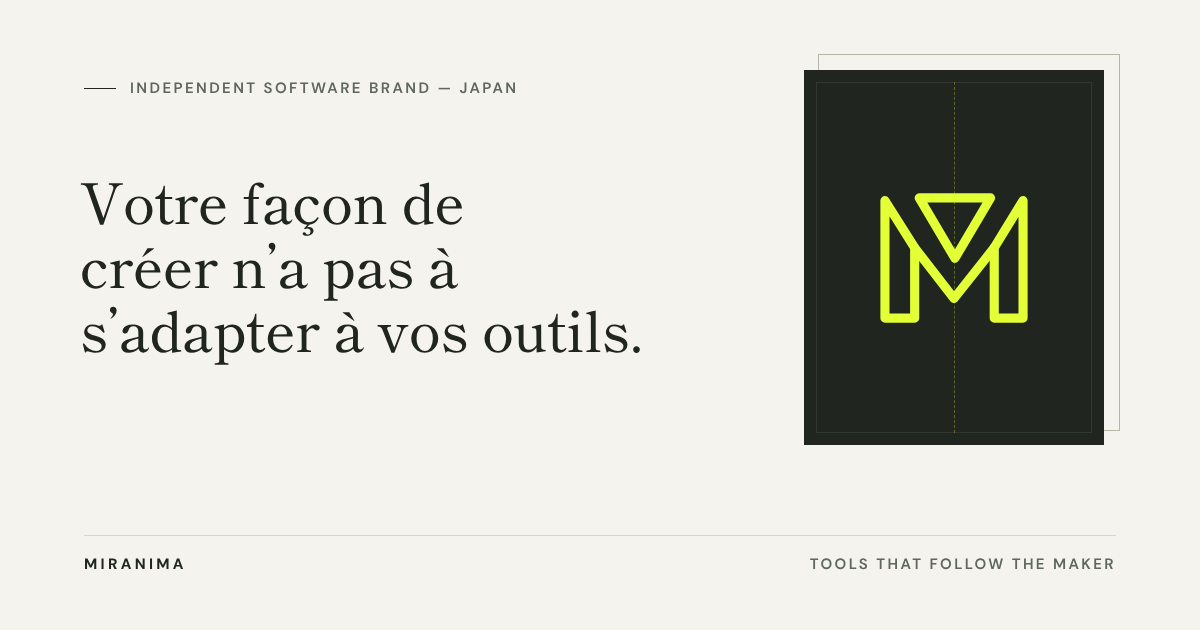 INDEPENDENT SOFTWARE BRAND — JAPAN
Votre façon de
créer n’a pas à
s’adapter à vos outils.
MIRANIMA
TOOLS THAT FOLLOW THE MAKER